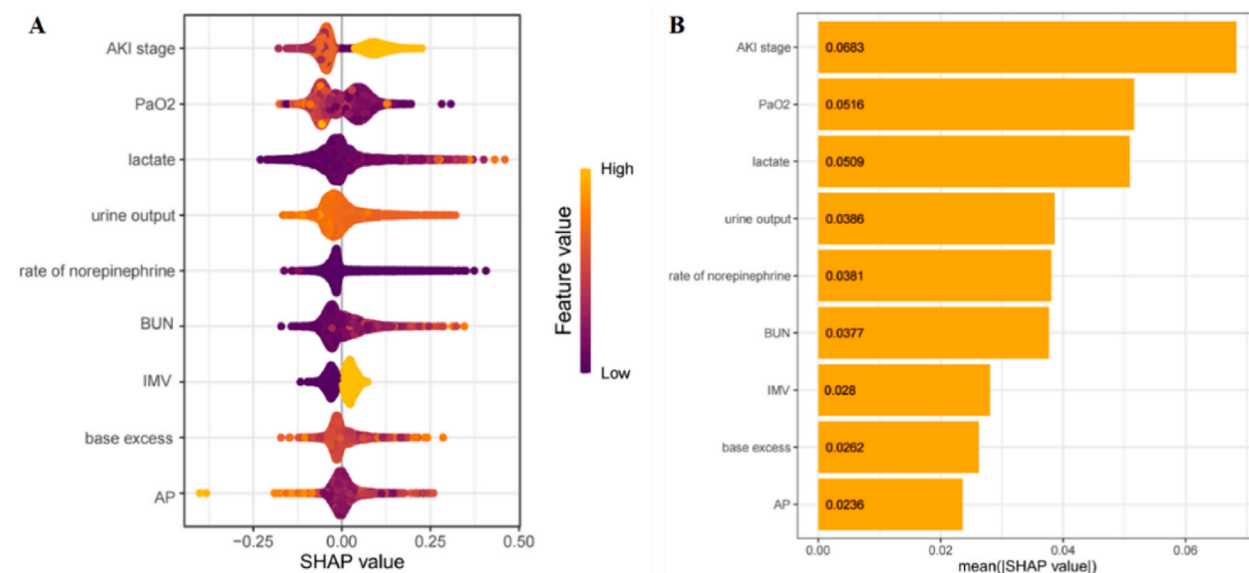 A
AKI stage
PaO2
lactate
urine output
rate of norepinephrine
BUN
IMV
base excess
AP
−0.25
0.00
0.25
0.50
SHAP value
High
Feature value
Low
B
AKI stage
0.0683
PaO2
0.0516
lactate
0.0509
urine output
0.0386
rate of norepinephrine
0.0381
BUN
0.0377
IMV
0.028
base excess
0.0262
AP
0.0236
0.00
0.02
0.04
0.06
mean(|SHAP value|)